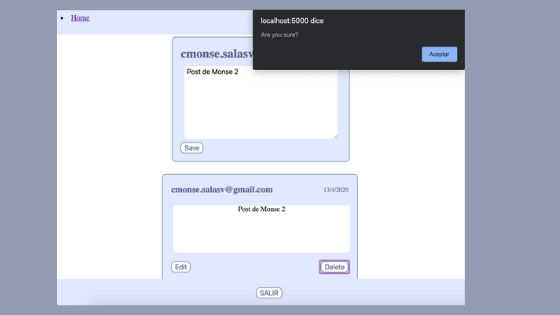 Home
localhost:5000 dice
Are you sure?
Aceptar
cmonse.salasv
Post de Monse 2
Save
cmonse.salasv@gmail.com
13/4/2020
Post de Monse 2
Edit
Delete
SALIR